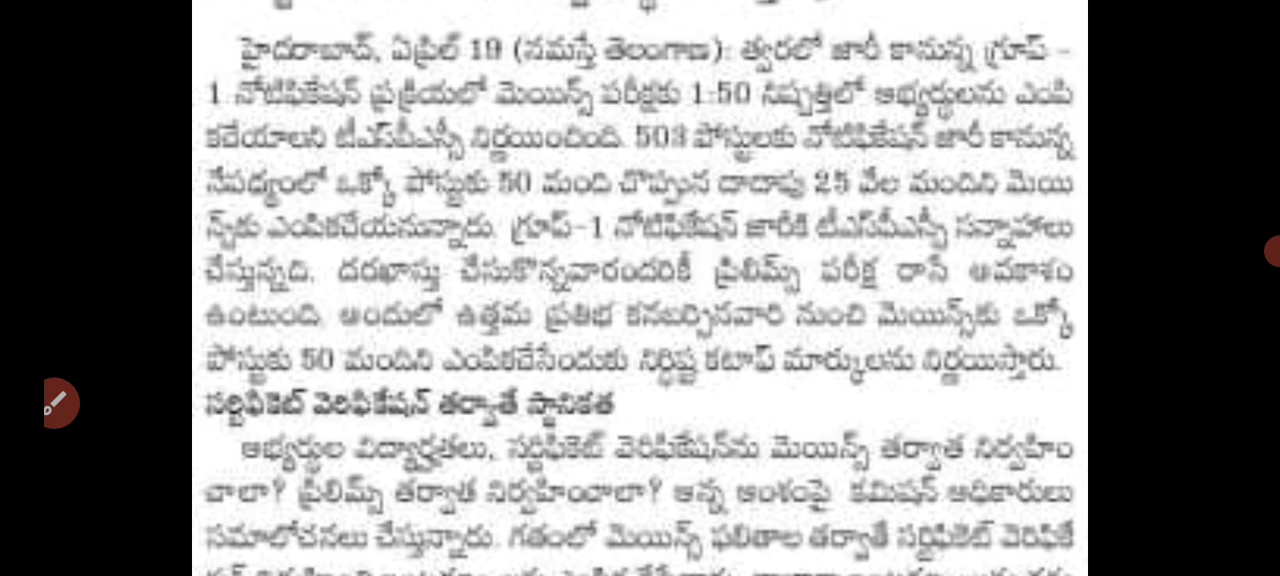 హైదరాబాద్, ఏప్రిల్ 19 (నమస్తే తెలంగాణ): త్వరలో జారీ కానున్న గ్రూప్ -
1 నోటిఫికేషన్ ప్రక్రియలో మెయిన్స్ పరీక్షకు 1:50 నిష్పత్తిలో అభ్యర్థులను ఎంపి
కచేయాలని టీఎస్‌పీఎస్సీ నిర్ణయించింది. 503 పోస్టులకు నోటిఫికేషన్ జారీ కానున్న
నేపథ్యంలో ఒక్కో పోస్టుకు 50 మంది చొప్పున దాదాపు 25 వేల మందిని మెయి
న్స్‌కు ఎంపికచేయనున్నారు. గ్రూప్-1 నోటిఫికేషన్ జారీకి టీఎస్‌పీఎస్సీ సన్నాహాలు
చేస్తున్నది. దరఖాస్తు చేసుకొన్నవారందరికీ ప్రిలిమ్స్ పరీక్ష రాసే అవకాశం
ఉంటుంది. అందులో ఉత్తమ ప్రతిభ కనబర్చినవారి నుంచి మెయిన్స్‌కు ఒక్కో
పోస్టుకు 50 మందిని ఎంపికచేసేందుకు నిర్దిష్ట కటాఫ్ మార్కులను నిర్ణయిస్తారు.
సర్టిఫికెట్ వెరిఫికేషన్ తర్వాతే స్థానికత
అభ్యర్థుల విద్యార్హతలు, సర్టిఫికెట్ వెరిఫికేషన్‌ను మెయిన్స్ తర్వాత నిర్వహిం
చాలా? ప్రిలిమ్స్ తర్వాత నిర్వహించాలా? అన్న అంశంపై కమిషన్ అధికారులు
సమాలోచనలు చేస్తున్నారు. గతంలో మెయిన్స్ ఫలితాల తర్వాతే సర్టిఫికెట్ వెరిఫికే